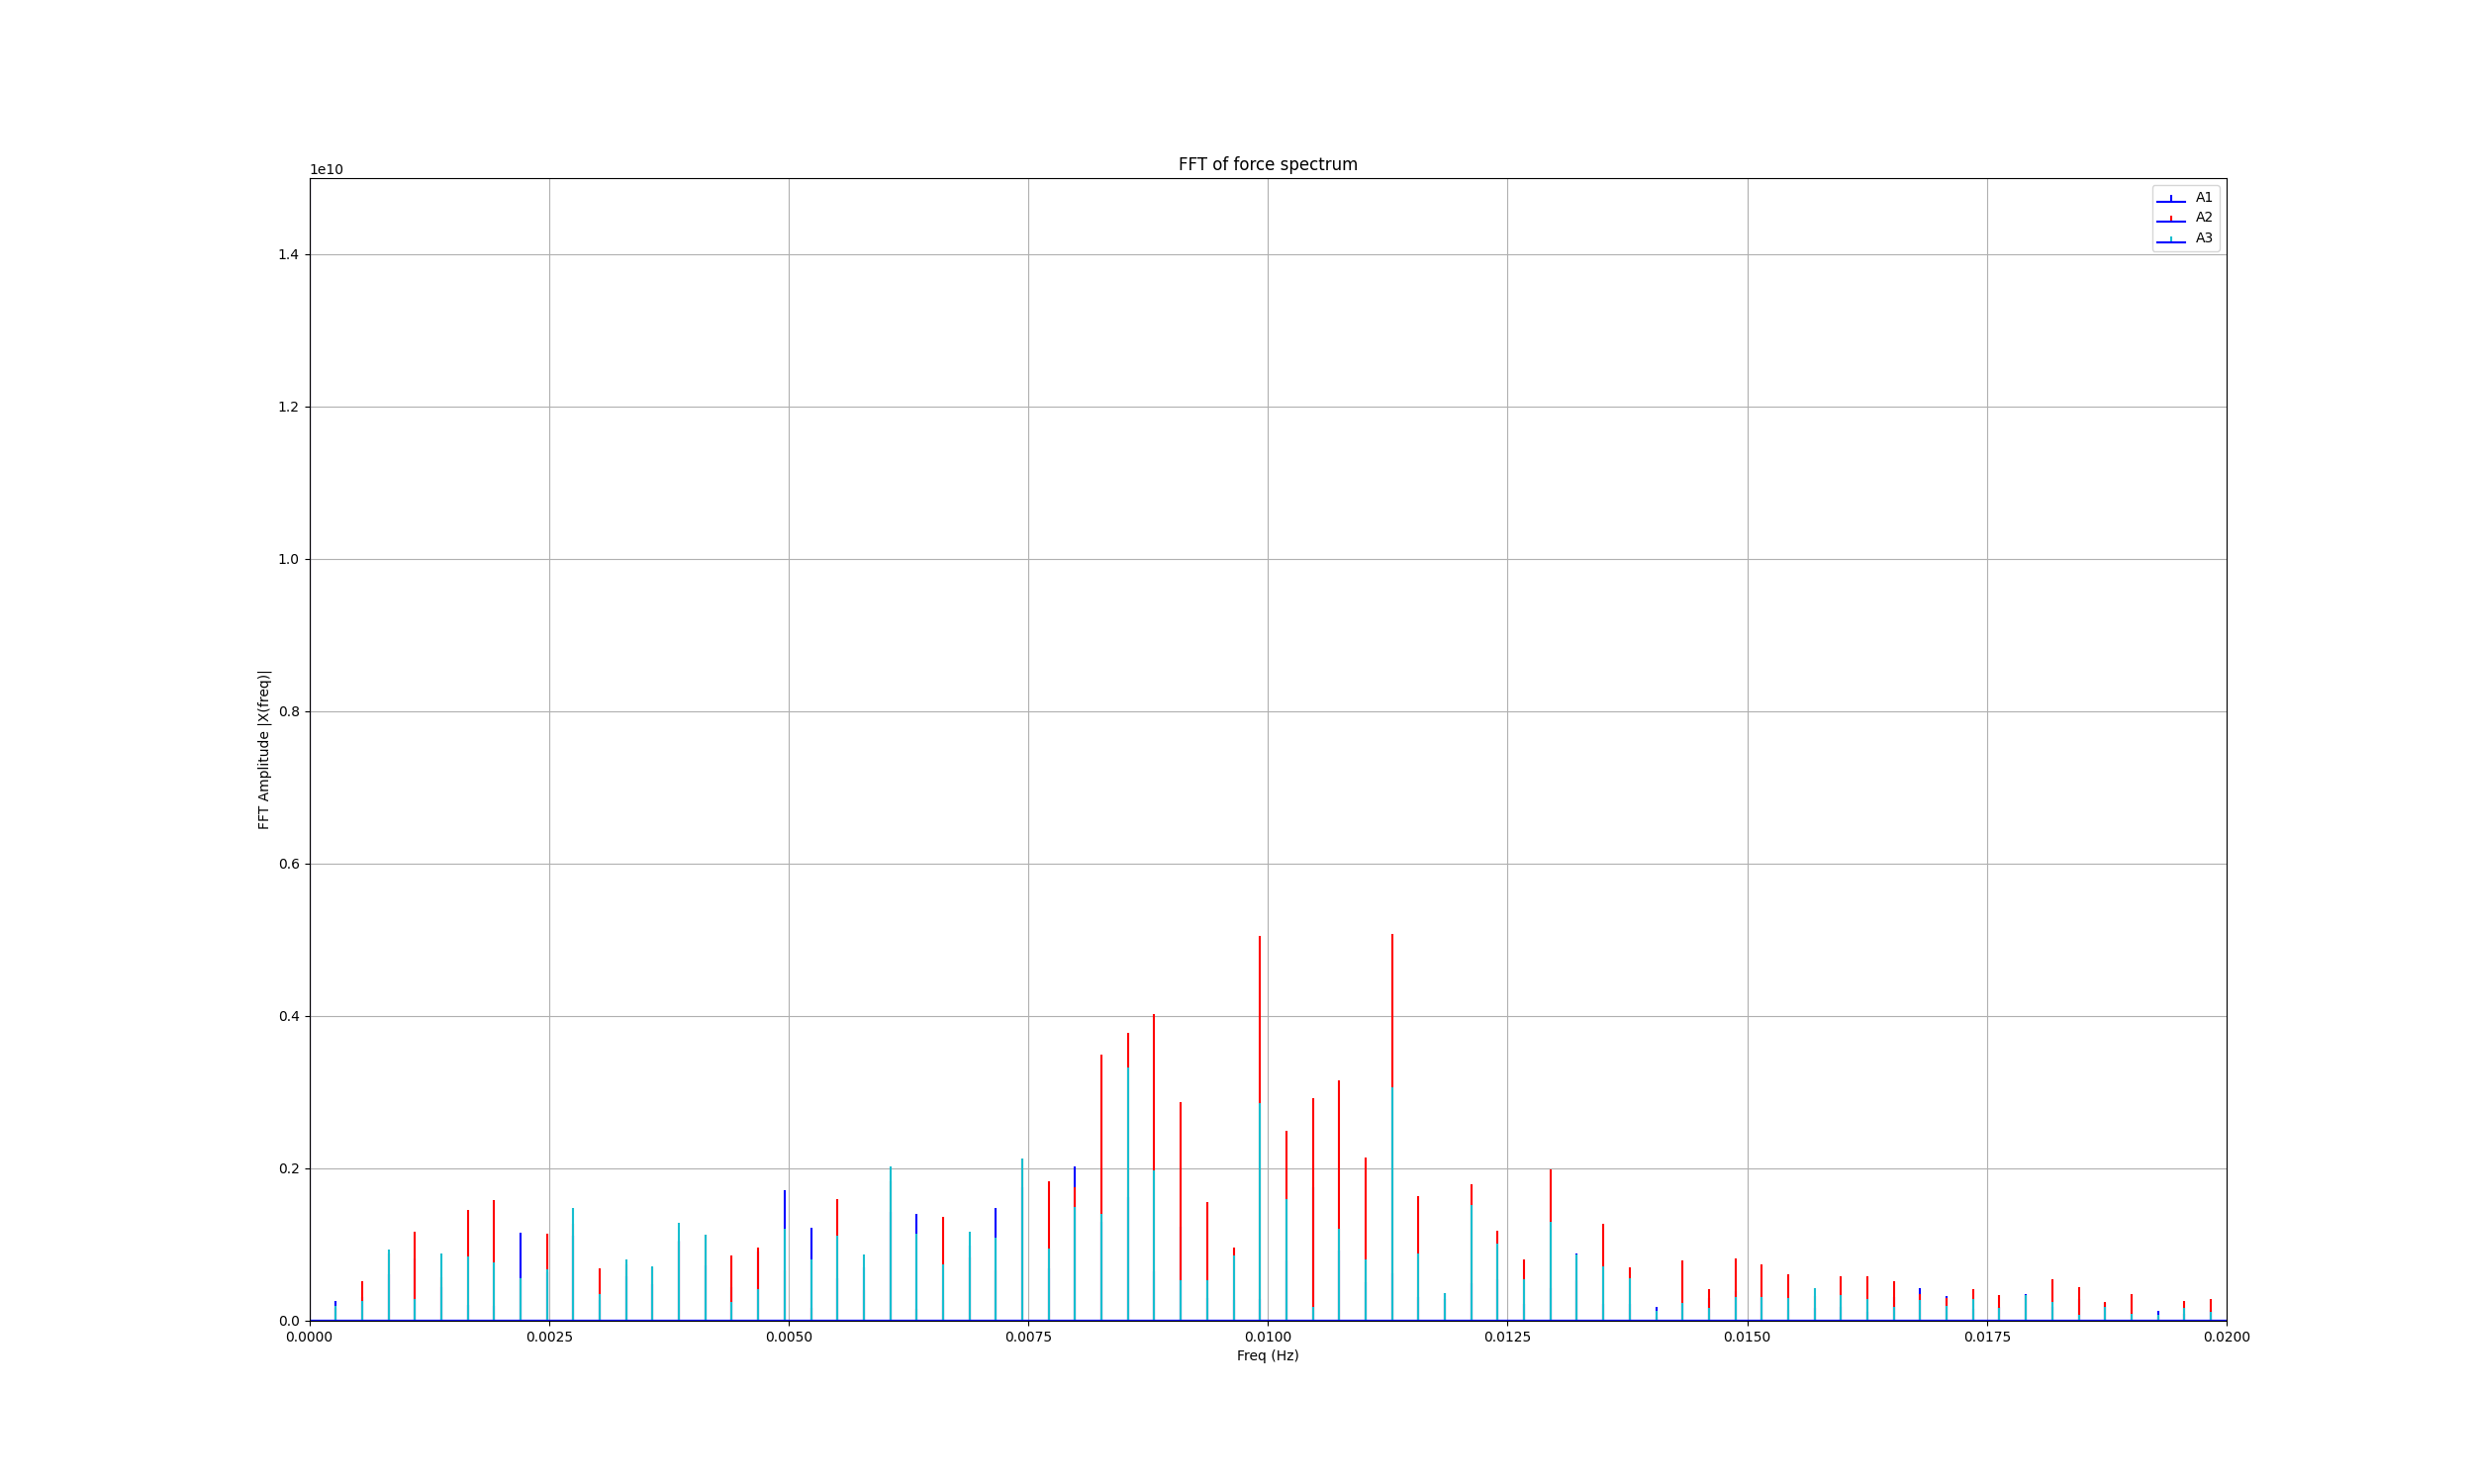 FFT of force spectrum
1e10
A1
A2
A3
1.4
1.2
1.0
0.8
0.6
0.4
0.2
0.0
FFT Amplitude |X(freq)|
0.0000 0.0025 0.0050 0.0075 0.0100 0.0125 0.0150 0.0175 0.0200
Freq (Hz)